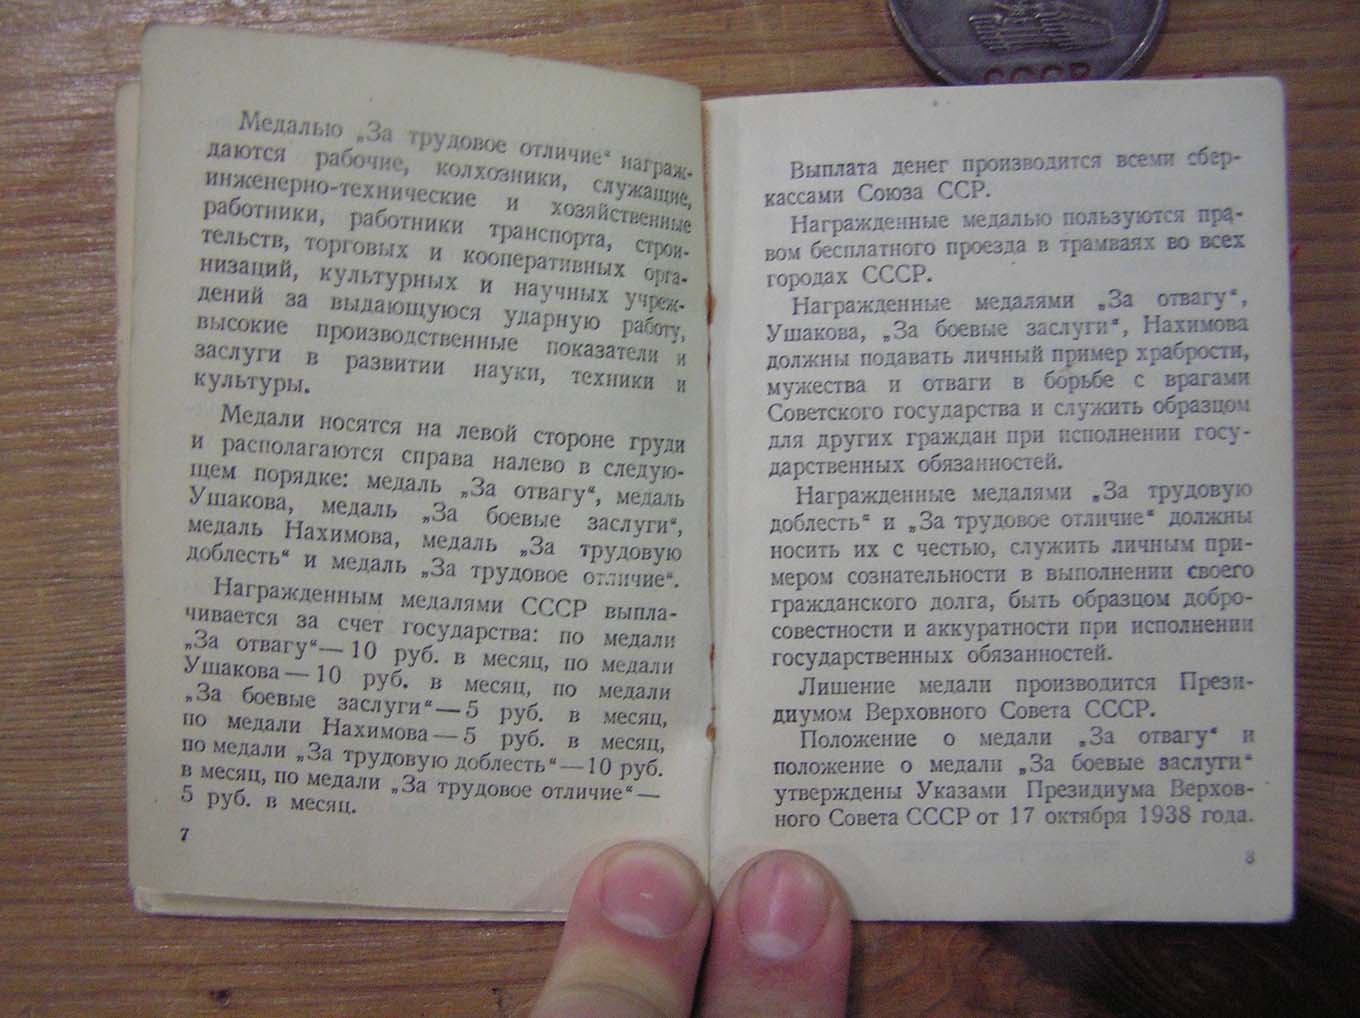 Медалью „За трудовое отличие“ награж-
даются рабочие, колхозники, служащие,
инженерно-технические и хозяйственные
работники, работники транспорта, строи-
тельств, торговых и кооперативных орга-
низаций, культурных и научных учреж-
дений за выдающуюся ударную работу,
высокие производственные показатели и
заслуги в развитии науки, техники и
культуры.
Медали носятся на левой стороне груди
и располагаются справа налево в следую-
щем порядке: медаль „За отвагу“, медаль
Ушакова, медаль „За боевые заслуги“,
медаль Нахимова, медаль „За трудовую
доблесть“ и медаль „За трудовое отличие“.
Награжденным медалями СССР выпла-
чивается за счет государства: по медали
„За отвагу“— 10 руб. в месяц, по медали
Ушакова — 10 руб. в месяц, по медали
„За боевые заслуги“— 5 руб. в месяц,
по медали Нахимова — 5 руб. в месяц,
по медали „За трудовую доблесть“— 10 руб.
в месяц, по медали „За трудовое отличие“—
5 руб. в месяц.
7
СССР
Выплата денег производится всеми сбер-
кассами Союза ССР.
Награжденные медалью пользуются пра-
вом бесплатного проезда в трамваях во всех
городах СССР.
Награжденные медалями „За отвагу“,
Ушакова, „За боевые заслуги“, Нахимова
должны подавать личный пример храбрости,
мужества и отваги в борьбе с врагами
Советского государства и служить образцом
для других граждан при исполнении госу-
дарственных обязанностей.
Награжденные медалями „За трудовую
доблесть“ и „За трудовое отличие“ должны
носить их с честью, служить личным при-
мером сознательности в выполнении своего
гражданского долга, быть образцом добро-
совестности и аккуратности при исполнении
государственных обязанностей.
Лишение медали производится Прези-
диумом Верховного Совета СССР.
Положение о медали „За отвагу“ и
положение о медали „За боевые заслуги“
утверждены Указами Президиума Верхов-
ного Совета СССР от 17 октября 1938 года.
8